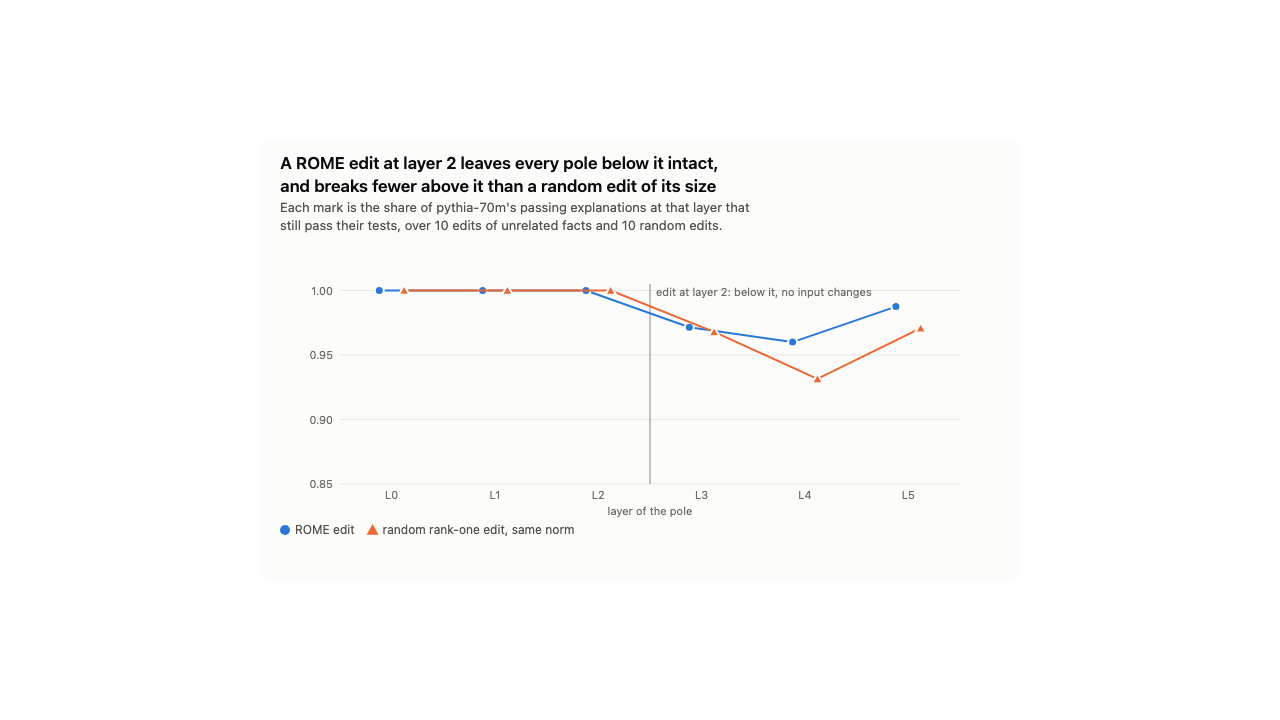 A ROME edit at layer 2 leaves every pole below it intact,
and breaks fewer above it than a random edit of its size
Each mark is the share of pythia-70m's passing explanations at that layer that
still pass their tests, over 10 edits of unrelated facts and 10 random edits.
1.00
edit at layer 2: below it, no input changes
0.95
0.90
0.85
L0 L1 L2 L3 L4 L5
layer of the pole
ROME edit random rank-one edit, same norm